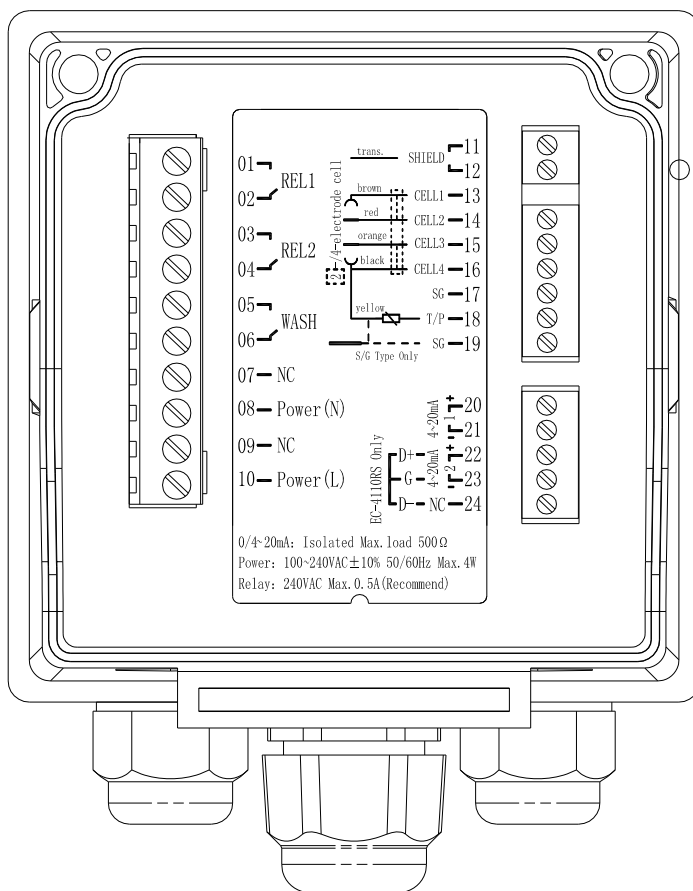 01
02
REL1
03
04
REL2
05
06
WASH
07 NC
08 Power(N)
09 NC
10 Power(L)
2-/4-electrode cell
trans.
SHIELD
11
12
brown
CELL1 13
red
CELL2 14
orange
CELL3 15
black
CELL4 16
SG 17
yellow
T/P 18
SG 19
S/G Type Only
4~20mA
1
+ 20
- 21
4~20mA
2
+ 22
- 23
EC-4110RS Only
D+
G
D- NC 24
0/4~20mA: Isolated Max.load 500Ω
Power: 100~240VAC±10% 50/60Hz Max.4W
Relay: 240VAC Max.0.5A(Recommend)